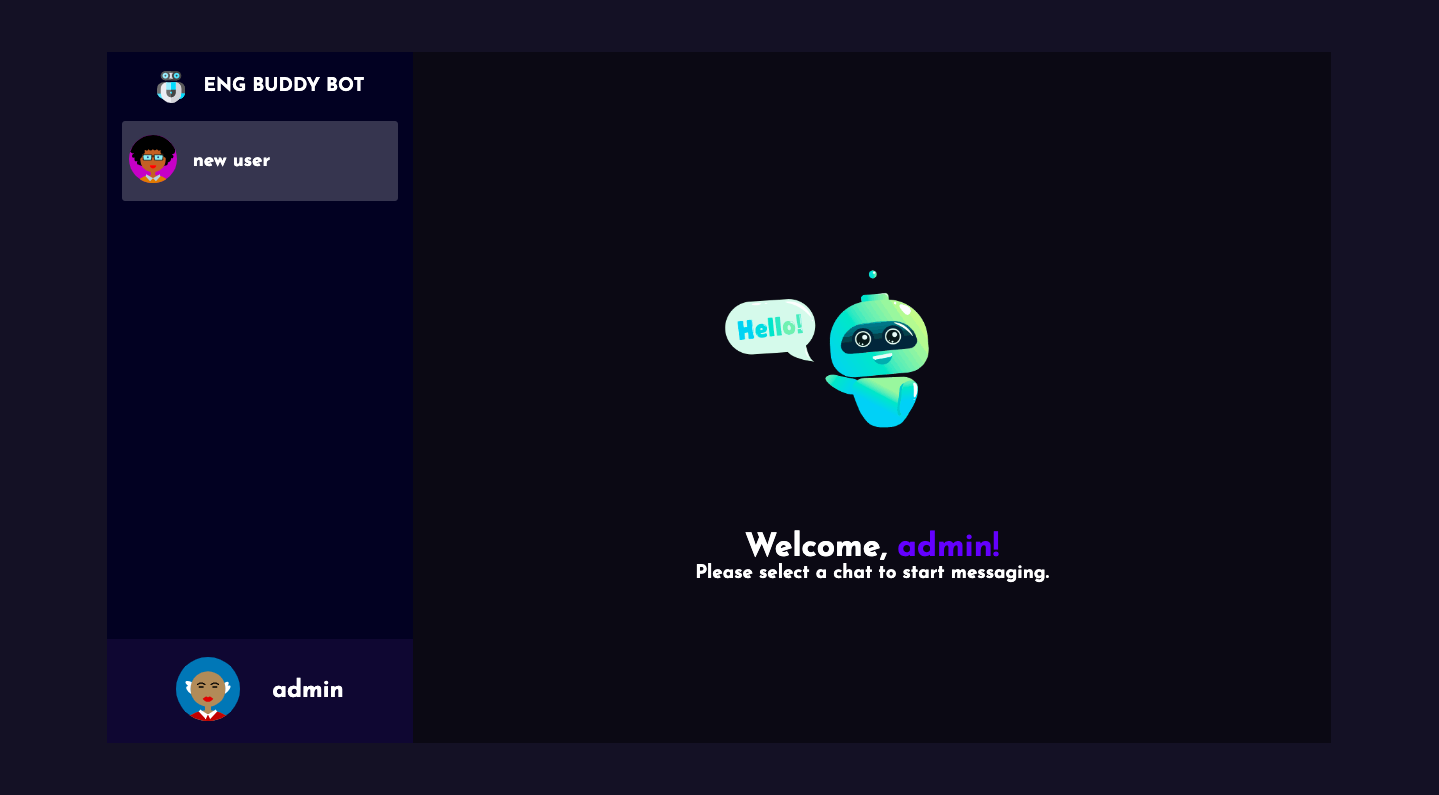 ENG BUDDY BOT
new user
Hello!
Welcome, admin!
Please select a chat to start messaging.
admin